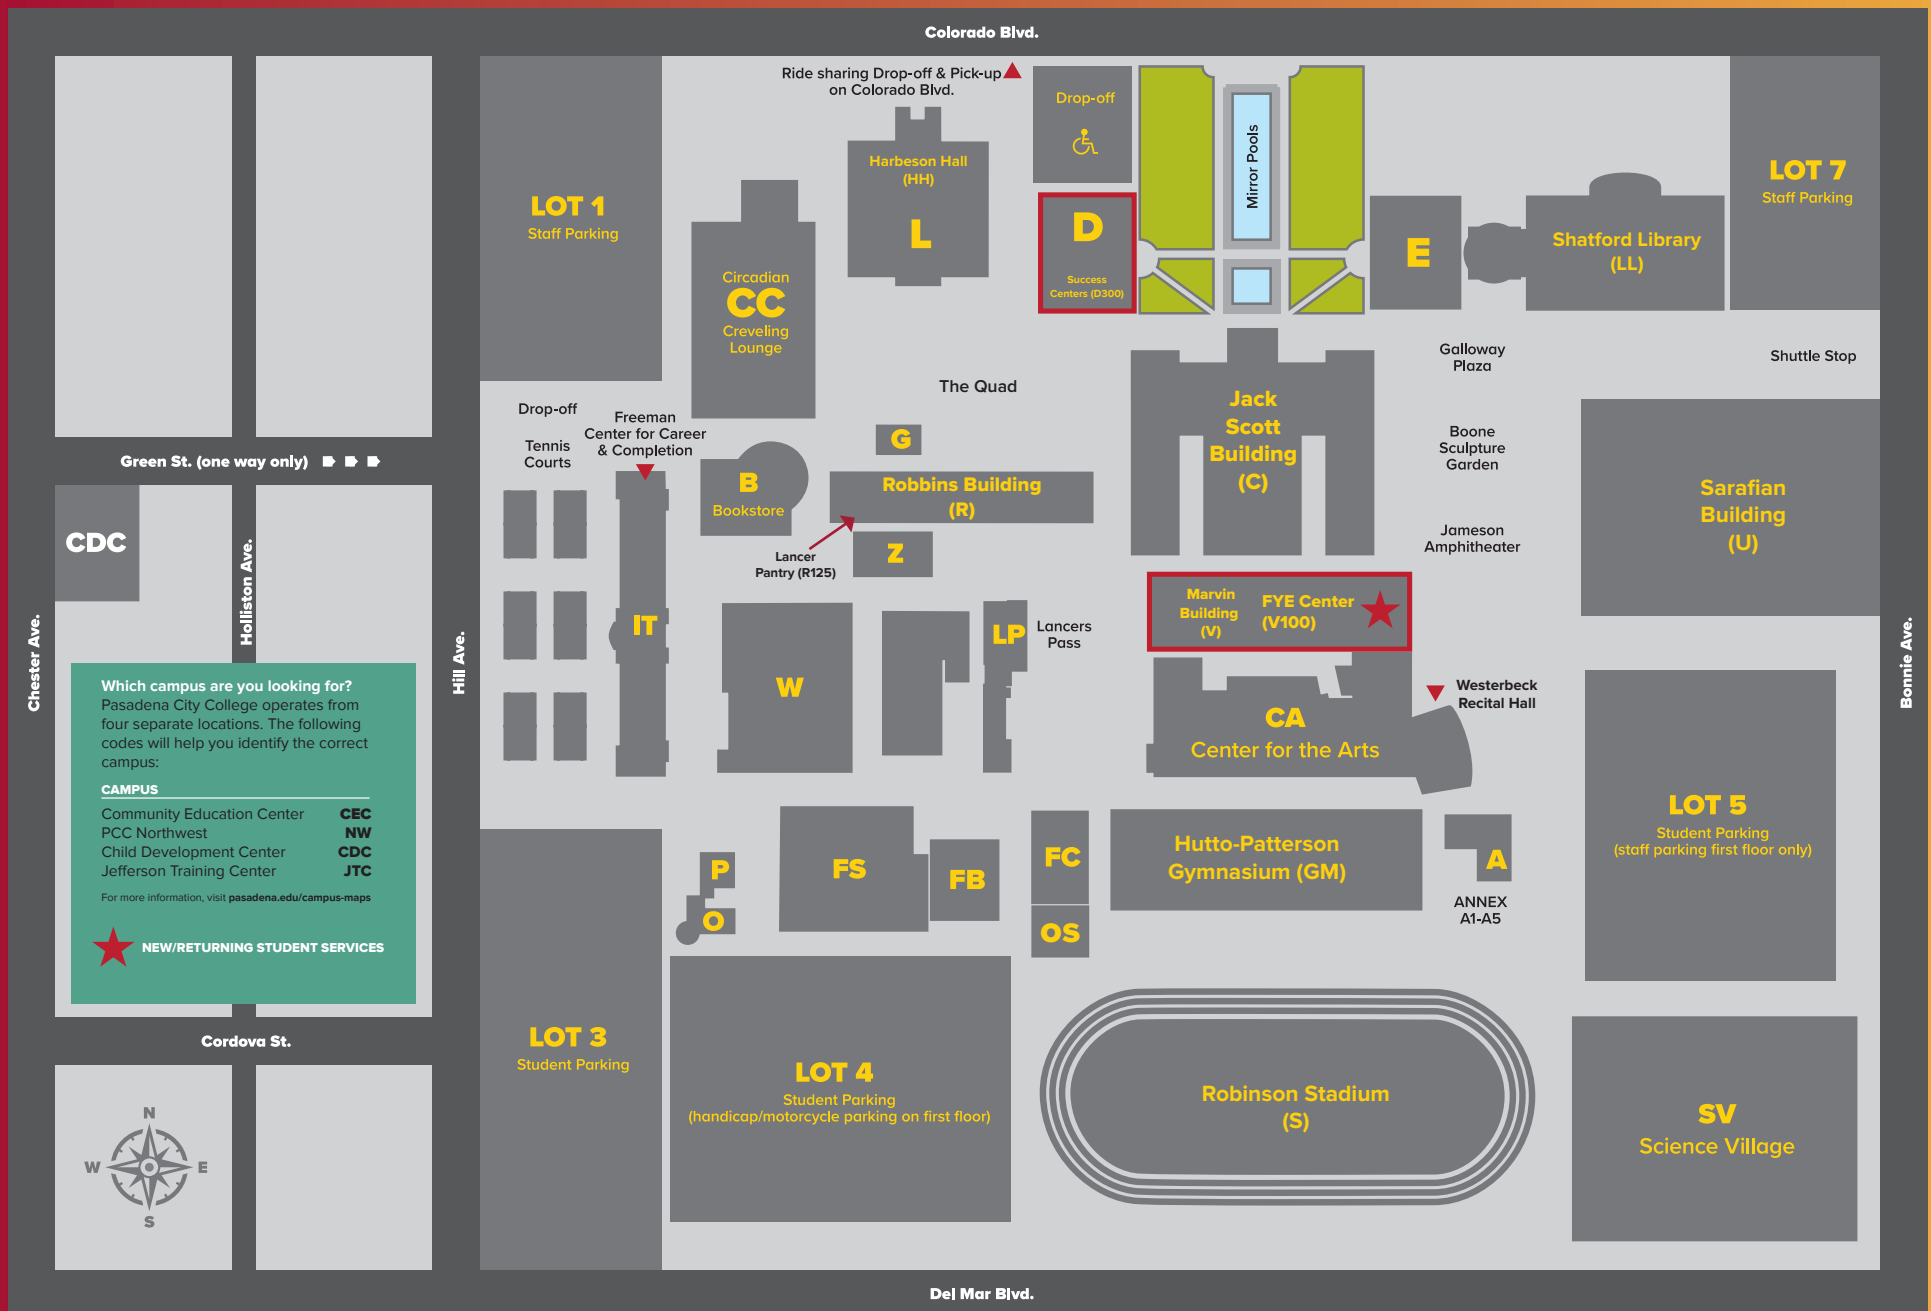 Colorado Blvd.
Ride sharing Drop-off & Pick-up
on Colorado Blvd.
Drop-off
Mirror Pools
Harbeson Hall
(HH)
L
LOT 1
Staff Parking
D
Success
Centers (D300)
E
Shatford Library
(LL)
LOT 7
Staff Parking
Circadian
CC
Creveling
Lounge
Galloway
Plaza
Shuttle Stop
The Quad
Drop-off
Tennis
Courts
Freeman
Center for Career
& Completion
G
Jack
Scott
Building
(C)
Boone
Sculpture
Garden
Green St. (one way only)
B
Bookstore
Robbins Building
(R)
Sarafian
Building
(U)
CDC
Holliston Ave.
Lancer
Pantry (R125)
Z
Jameson
Amphitheater
Chester Ave.
Hill Ave.
IT
W
LP
Lancers
Pass
Marvin
Building
(V)
FYE Center
(V100)
Bonnie Ave.
Westerbeck
Recital Hall
CA
Center for the Arts
Which campus are you looking for?
Pasadena City College operates from
four separate locations. The following
codes will help you identify the correct
campus:
CAMPUS
Community Education Center CEC
PCC Northwest NW
Child Development Center CDC
Jefferson Training Center JTC
For more information, visit pasadena.edu/campus-maps
NEW/RETURNING STUDENT SERVICES
P
O
FS
FB
FC
OS
Hutto-Patterson
Gymnasium (GM)
A
ANNEX
A1-A5
LOT 5
Student Parking
(staff parking first floor only)
Cordova St.
LOT 3
Student Parking
LOT 4
Student Parking
(handicap/motorcycle parking on first floor)
Robinson Stadium
(S)
SV
Science Village
N
W
E
S
Del Mar Blvd.